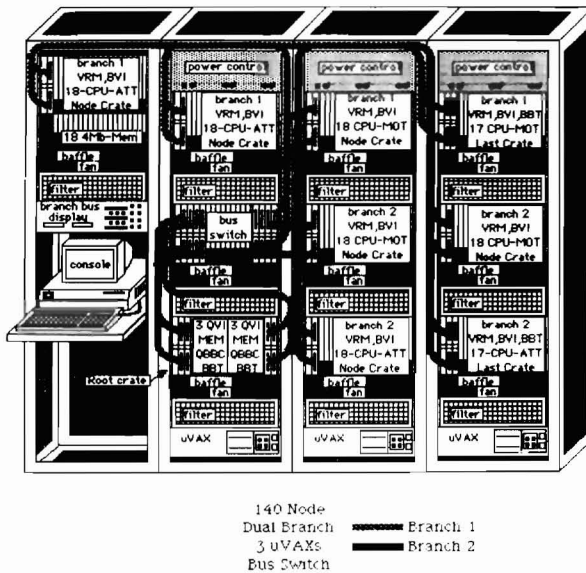 branch 1
VRM,BVI
18-CPU-ATT
Node Crate
18 4Mb-Mem
baffle
fan
filter
branch bus
display
console
power control
branch 1
VRM,BVI
18-CPU-ATT
Node Crate
baffle
fan
filter
bus
switch
baffle
fan
filter
3 QVI 3 QVI
MEM MEM
QBBC QBBC
BBT BBT
Root crate
baffle
fan
filter
uVAX
power control
branch 1
VRM,BVI
18 CPU-MOT
Node Crate
baffle
fan
filter
branch 2
VRM,BVI
18 CPU-MOT
Node Crate
baffle
fan
filter
branch 2
VRM,BVI
18-CPU-ATT
Node Crate
baffle
fan
filter
uVAX
power control
branch 1
VRM,BVI,BBT
17 CPU-MOT
Last Crate
baffle
fan
filter
branch 2
VRM,BVI
18 CPU-MOT
Node Crate
baffle
fan
filter
branch 2
VRM,BVI,BBT
17-CPU-ATT
Last Crate
baffle
fan
filter
uVAX
140 Node
Dual Branch
3 uVAXs
Bus Switch
Branch 1
Branch 2